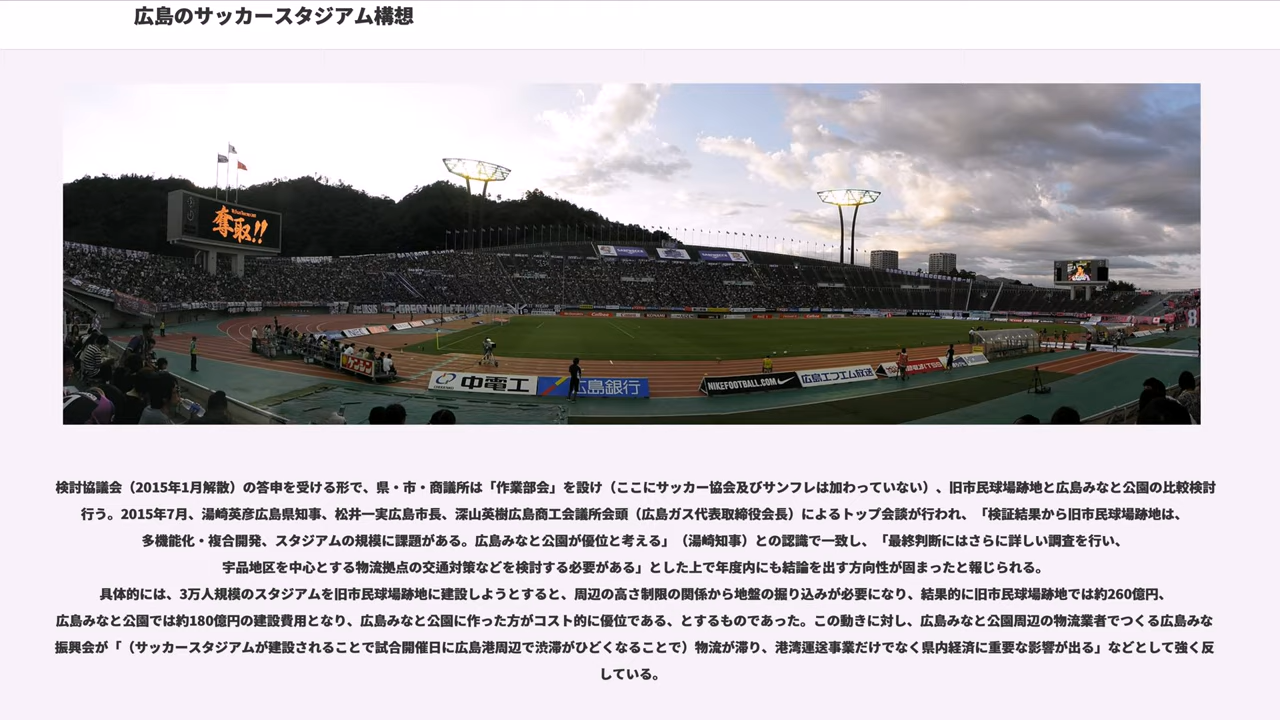 広島のサッカースタジアム構想
奪取!!
中電工
広島銀行
NIKEFOOTBALL.COM
広島エフエム放送
検討協議会（2015年1月解散）の答申を受ける形で、県・市・商議所は「作業部会」を設け（ここにサッカー協会及びサンフレは加わっていない）、旧市民球場跡地と広島みなと公園の比較検討
行う。2015年7月、湯崎英彦広島県知事、松井一実広島市長、深山英樹広島商工会議所会頭（広島ガス代表取締役会長）によるトップ会談が行われ、「検証結果から旧市民球場跡地は、
多機能化・複合開発、スタジアムの規模に課題がある。広島みなと公園が優位と考える」（湯崎知事）との認識で一致し、「最終判断にはさらに詳しい調査を行い、
宇品地区を中心とする物流拠点の交通対策などを検討する必要がある」とした上で年度内にも結論を出す方向性が固まったと報じられる。
具体的には、3万人規模のスタジアムを旧市民球場跡地に建設しようとすると、周辺の高さ制限の関係から地盤の掘り込みが必要になり、結果的に旧市民球場跡地では約260億円、
広島みなと公園では約180億円の建設費用となり、広島みなと公園に作った方がコスト的に優位である、とするものであった。この動きに対し、広島みなと公園周辺の物流業者でつくる広島みな
振興会が「（サッカースタジアムが建設されることで試合開催日に広島港周辺で渋滞がひどくなることで）物流が滞り、港湾運送事業だけでなく県内経済に重要な影響が出る」などとして強く反
している。